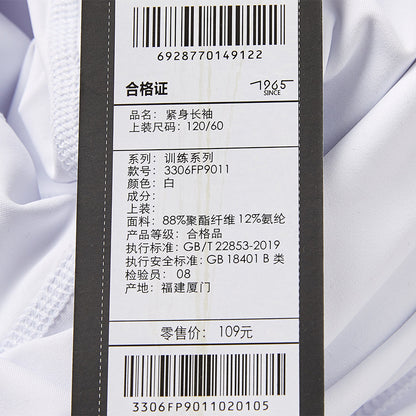 6928770149122
合格证
1965
SINCE
品名：紧身长袖
上装尺码：120/60
系列：训练系列
款号：3306FP9011
颜色：白
成分：
上装：
面料：88%聚酯纤维 12%氨纶
产品等级：合格品
执行标准：GB/T 22853-2019
执行安全标准：GB 18401 B 类
检验员：08
产地：福建厦门
零售价：109元
3306FP9011020105